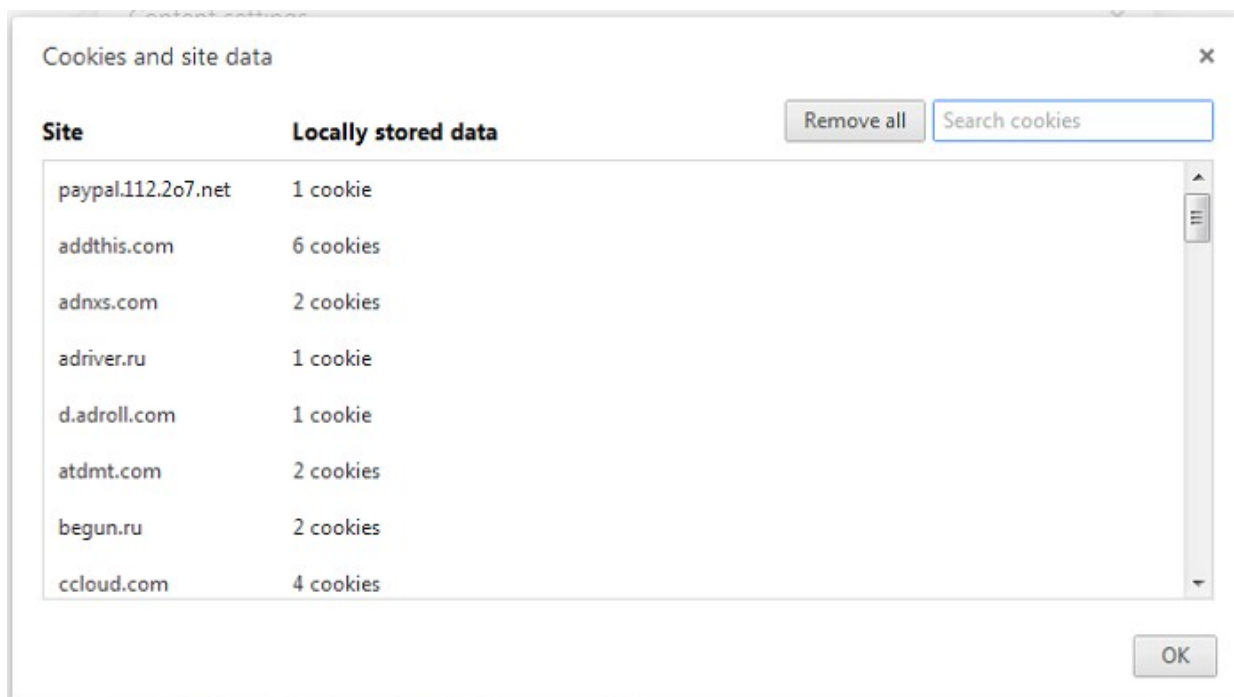 Content settings
Cookies and site data
×
Site Locally stored data Remove all Search cookies
paypal.112.2o7.net 1 cookie
addthis.com 6 cookies
adnxs.com 2 cookies
adriver.ru 1 cookie
d.adroll.com 1 cookie
atdmt.com 2 cookies
begun.ru 2 cookies
ccloud.com 4 cookies
OK